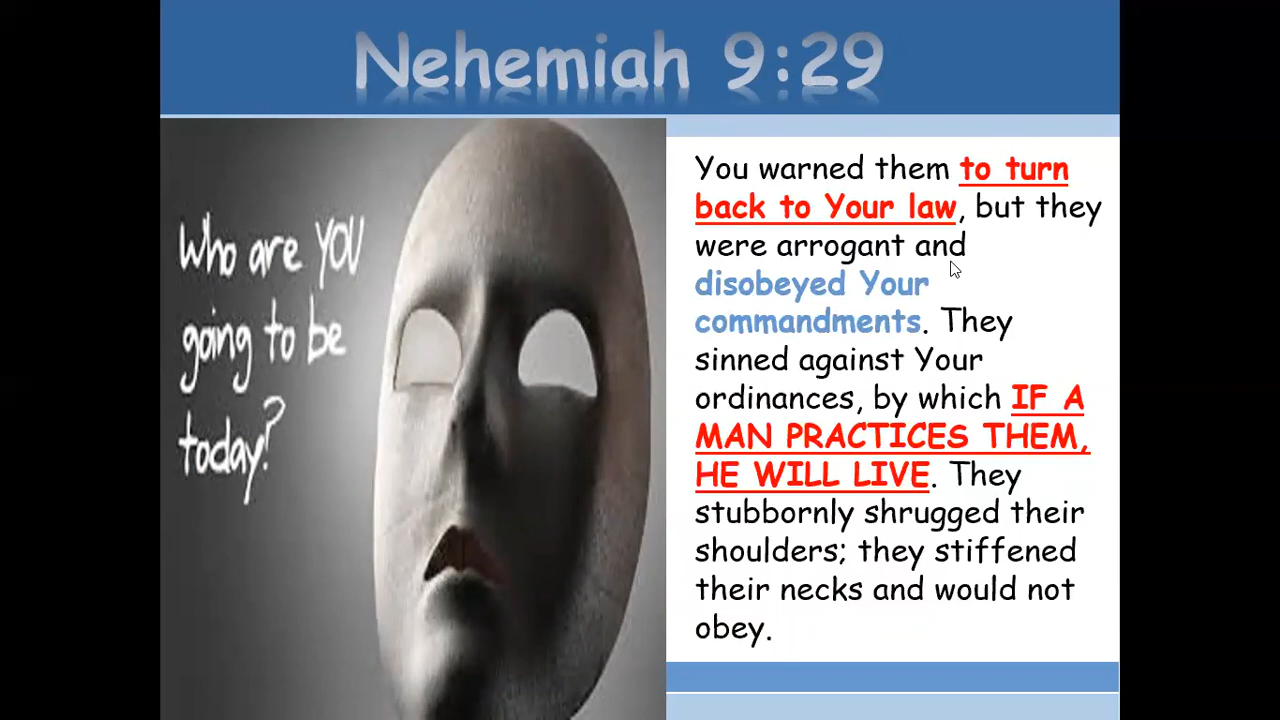 Nehemiah 9:29
Who are YOU
going to be
today?
You warned them to turn
back to Your law, but they
were arrogant and
disobeyed Your
commandments. They
sinned against Your
ordinances, by which IF A
MAN PRACTICES THEM,
HE WILL LIVE. They
stubbornly shrugged their
shoulders; they stiffened
their necks and would not
obey.